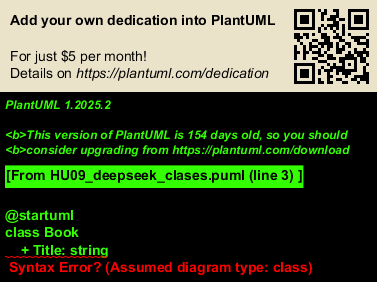 Add your own dedication into PlantUML
For just $5 per month!
Details on https://plantuml.com/dedication
PlantUML 1.2025.2
<b>This version of PlantUML is 154 days old, so you should
<b>consider upgrading from https://plantuml.com/download
[From HU09_deepseek_clases.puml (line 3) ]
@startuml
class Book
+ Title: string
Syntax Error? (Assumed diagram type: class)